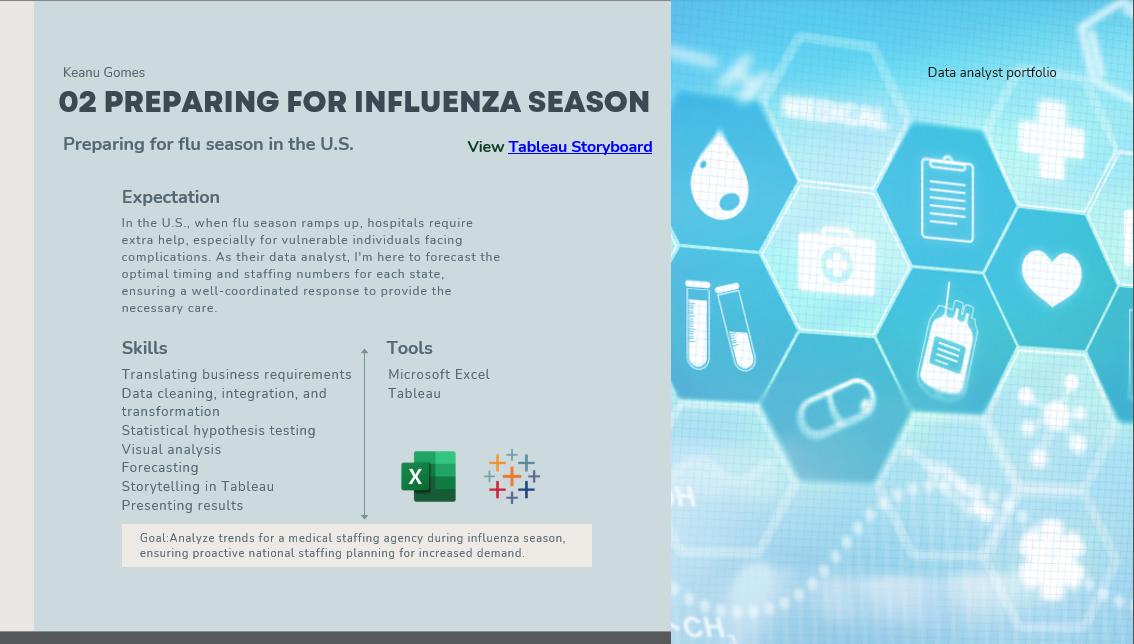 Keanu Gomes
Data analyst portfolio
02 PREPARING FOR INFLUENZA SEASON
Preparing for flu season in the U.S.
View Tableau Storyboard
Expectation
In the U.S., when flu season ramps up, hospitals require
extra help, especially for vulnerable individuals facing
complications. As their data analyst, I'm here to forecast the
optimal timing and staffing numbers for each state,
ensuring a well-coordinated response to provide the
necessary care.
Skills
Translating business requirements
Data cleaning, integration, and
transformation
Statistical hypothesis testing
Visual analysis
Forecasting
Storytelling in Tableau
Presenting results
Tools
Microsoft Excel
Tableau
X
Goal:Analyze trends for a medical staffing agency during influenza season,
ensuring proactive national staffing planning for increased demand.
MEDICAL
OH
-CH3